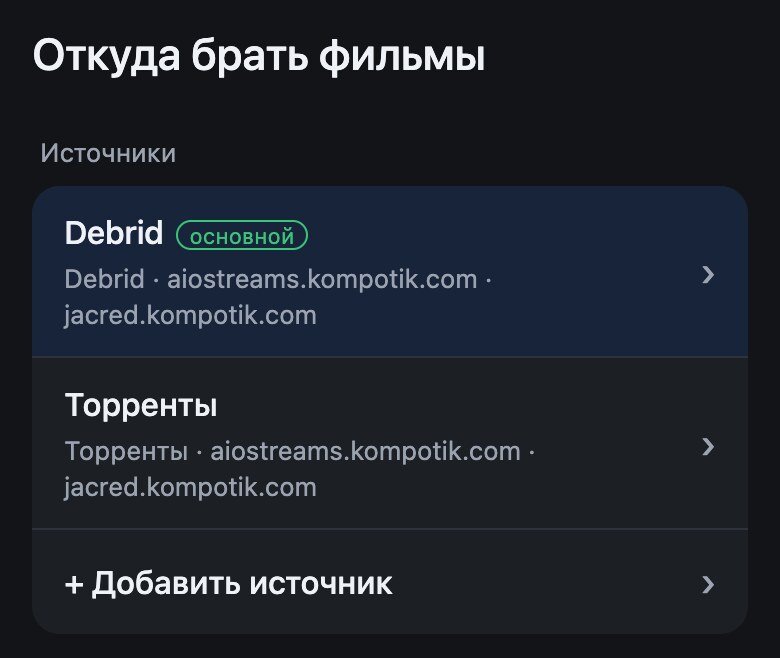 Откуда брать фильмы
Источники
Debrid основной
Debrid · aiostreams.kompotik.com ·
jacred.kompotik.com
Торренты
Торренты · aiostreams.kompotik.com ·
jacred.kompotik.com
+ Добавить источник